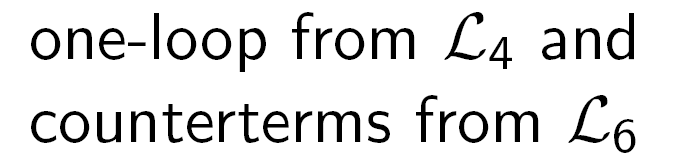 one-loop from ℒ₄ and
counterterms from ℒ₆